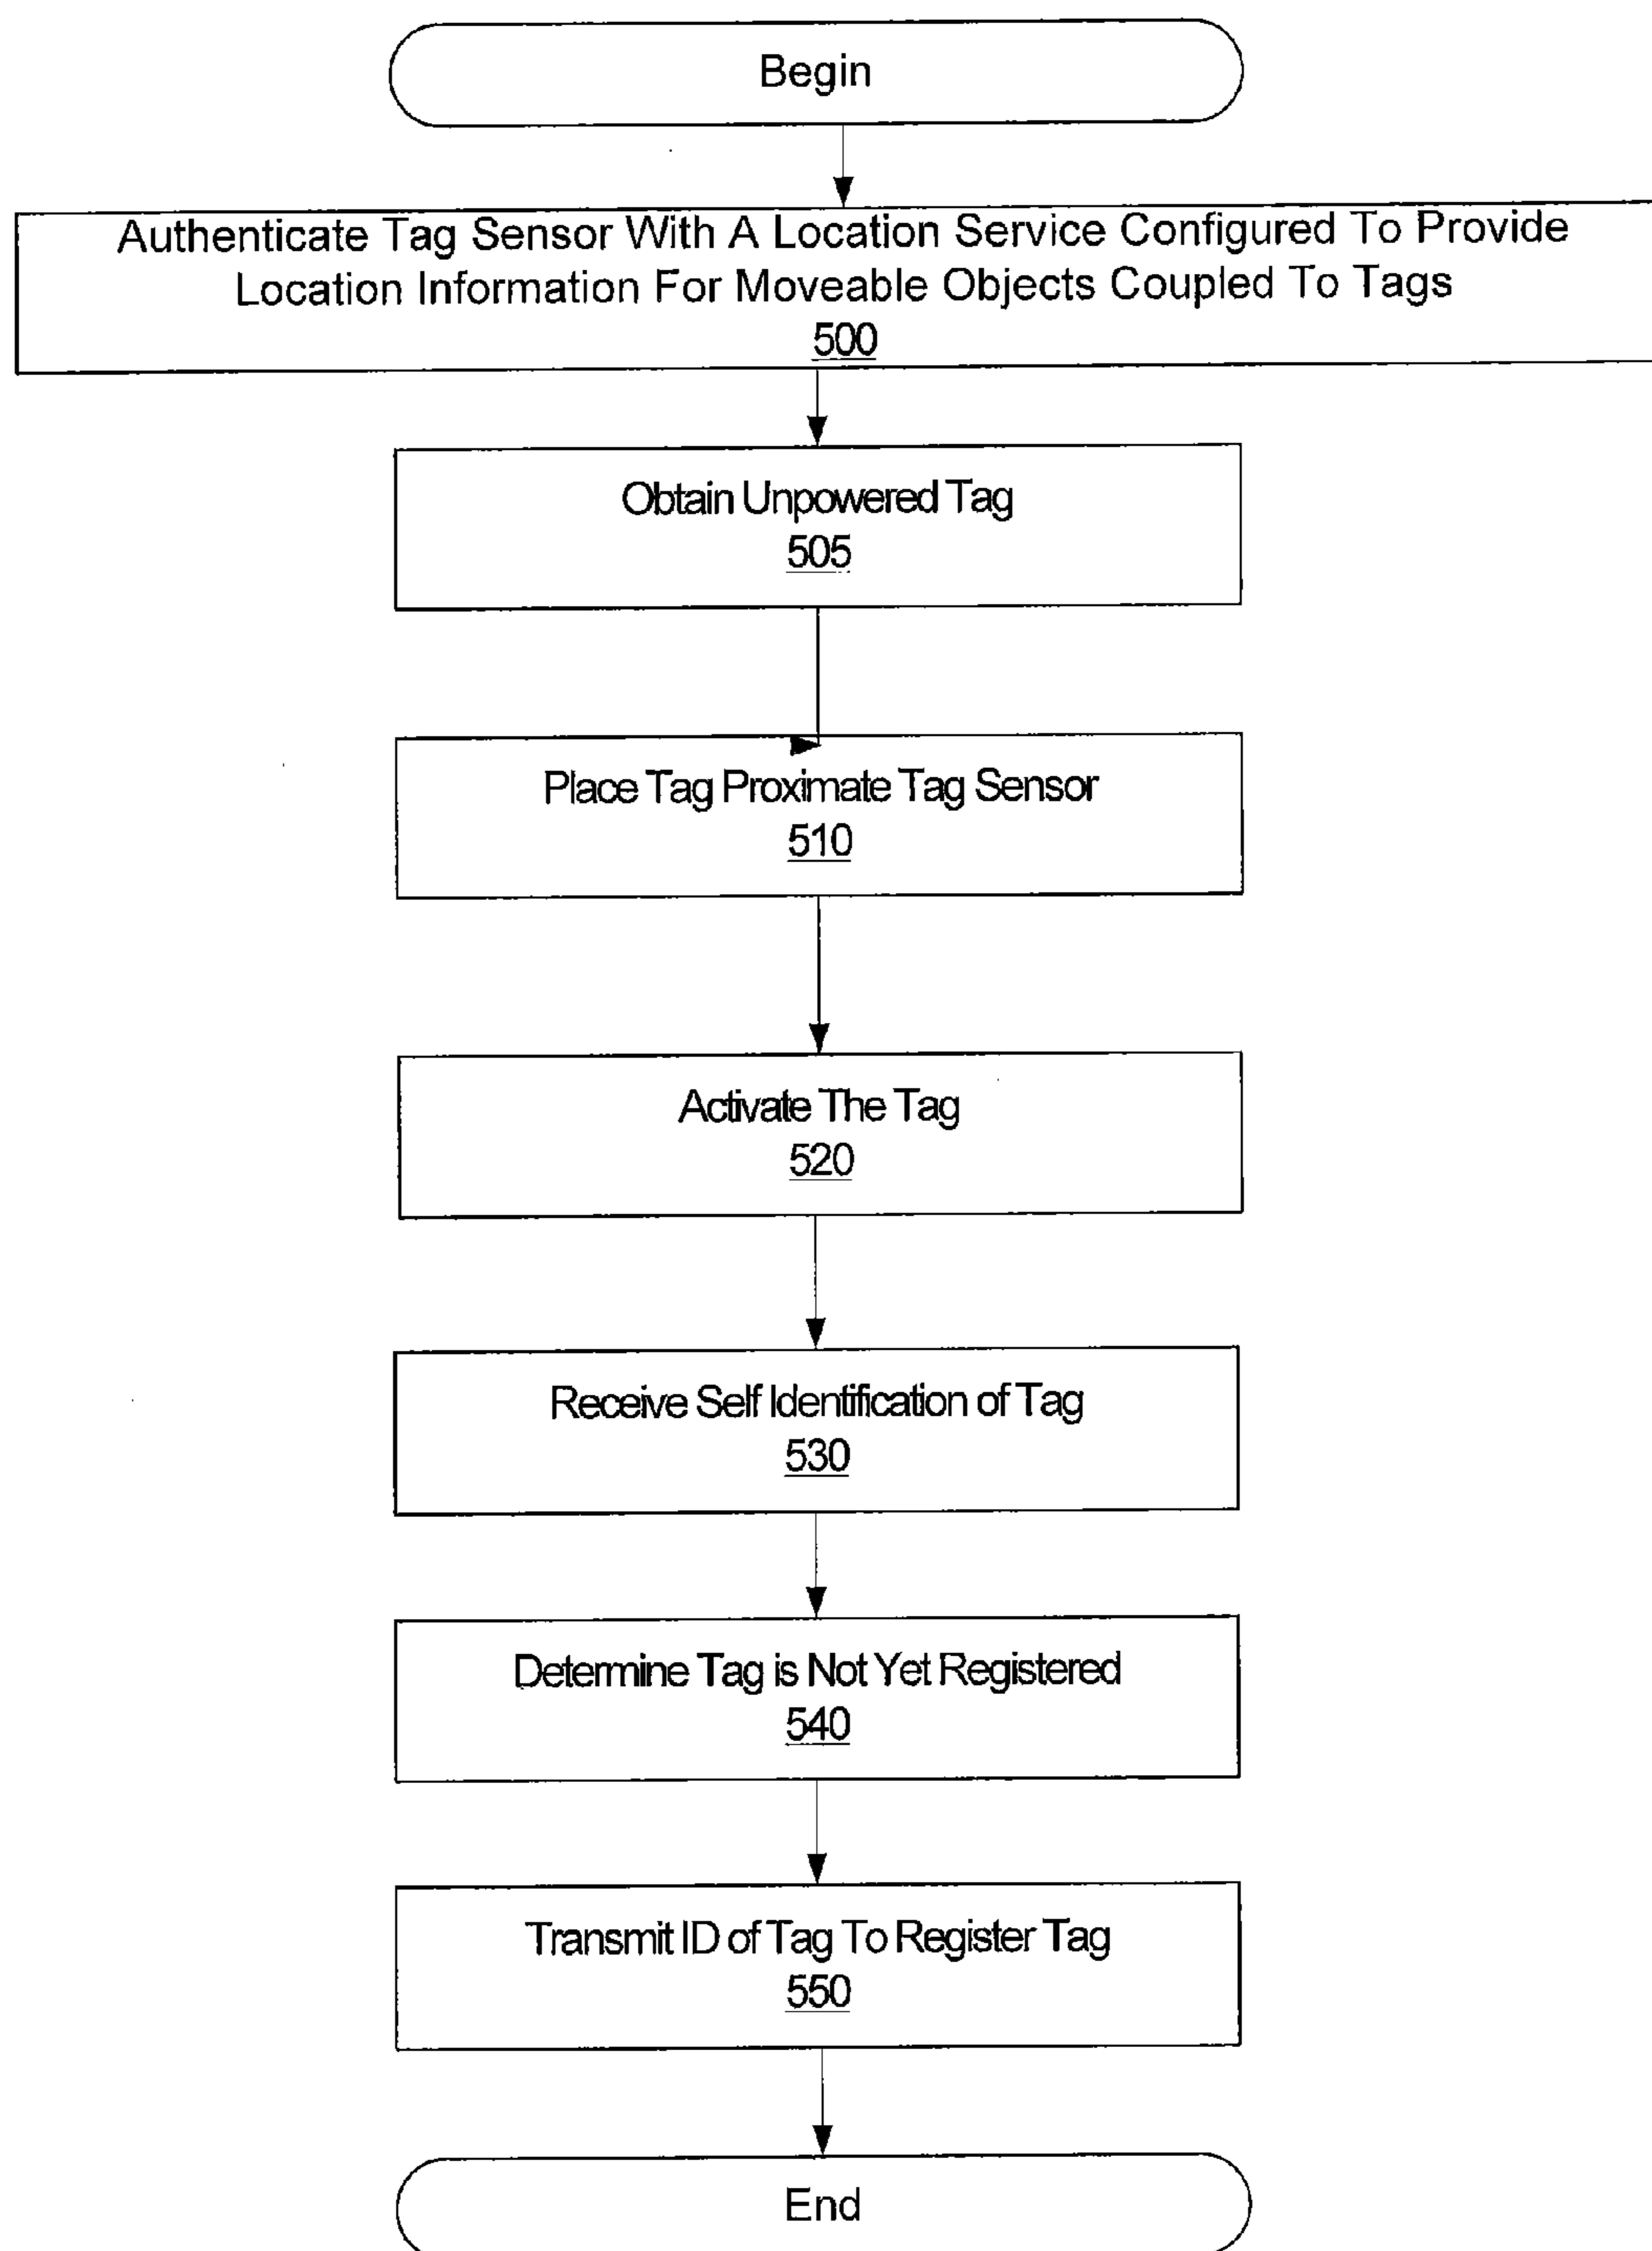 Begin
Authenticate Tag Sensor With A Location Service Configured To Provide
Location Information For Moveable Objects Coupled To Tags
500
Obtain Unpowered Tag
505
Place Tag Proximate Tag Sensor
510
Activate The Tag
520
Receive Self Identification of Tag
530
Determine Tag is Not Yet Registered
540
Transmit ID of Tag To Register Tag
550
End